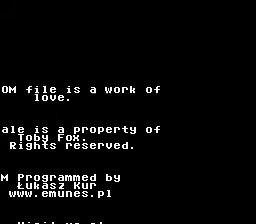 OM file is a work of
love.
ale is a property of
Toby Fox.
Rights reserved.
M Programmed by
Łukasz Kur
www.emunes.pl